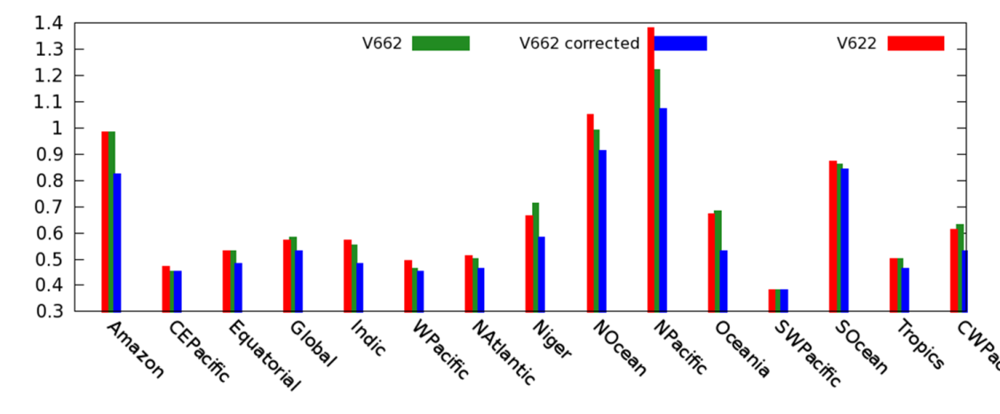 1.4
1.3
1.2
1.1
1
0.9
0.8
0.7
0.6
0.5
0.4
0.3
V662
V662 corrected
V622
Amazon
CEPacific
Equatorial
Global
Indic
WPacific
NAtlantic
Niger
NOcean
NPacific
Oceania
SWPacific
SOcean
Tropics